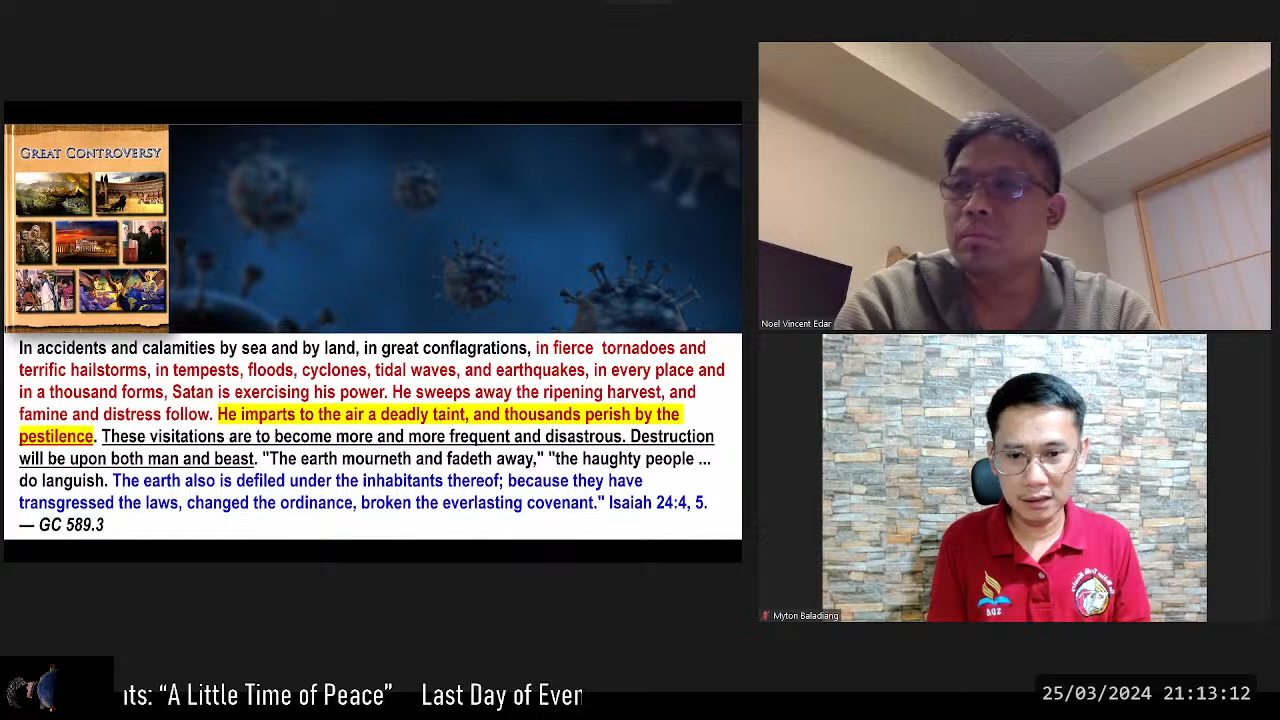 GREAT CONTROVERSY
In accidents and calamities by sea and by land, in great conflagrations, in fierce tornadoes and
terrific hailstorms, in tempests, floods, cyclones, tidal waves, and earthquakes, in every place and
in a thousand forms, Satan is exercising his power. He sweeps away the ripening harvest, and
famine and distress follow. He imparts to the air a deadly taint, and thousands perish by the
pestilence. These visitations are to become more and more frequent and disastrous. Destruction
will be upon both man and beast. "The earth mourneth and fadeth away," "the haughty people ...
do languish. The earth also is defiled under the inhabitants thereof; because they have
transgressed the laws, changed the ordinance, broken the everlasting covenant." Isaiah 24:4, 5.
— GC 589.3
Noel Vincent Edar
SDA
Myton Baladiang
nts: “A Little Time of Peace” Last Day of Even
25/03/2024 21:13:12